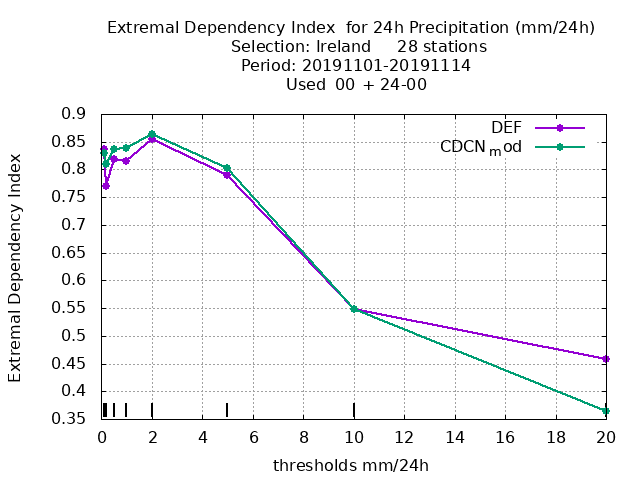 Extremal Dependency Index  for 24h Precipitation (mm/24h)
Selection: Ireland     28 stations
Period: 20191101-20191114
Used  00  + 24-00
DEF
CDCNmod
Extremal Dependency Index
0.9
0.85
0.8
0.75
0.7
0.65
0.6
0.55
0.5
0.45
0.4
0.35
0 2 4 6 8 10 12 14 16 18 20
thresholds mm/24h